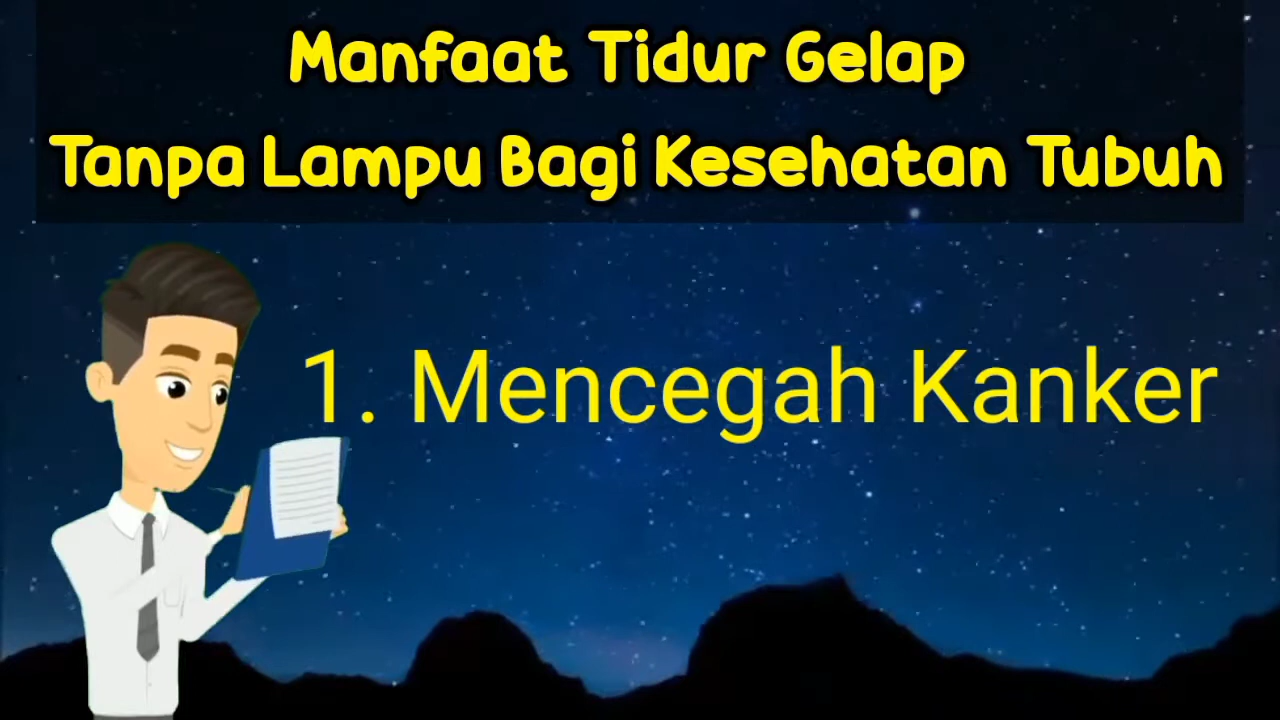 Manfaat Tidur Gelap
Tanpa Lampu Bagi Kesehatan Tubuh
1. Mencegah Kanker